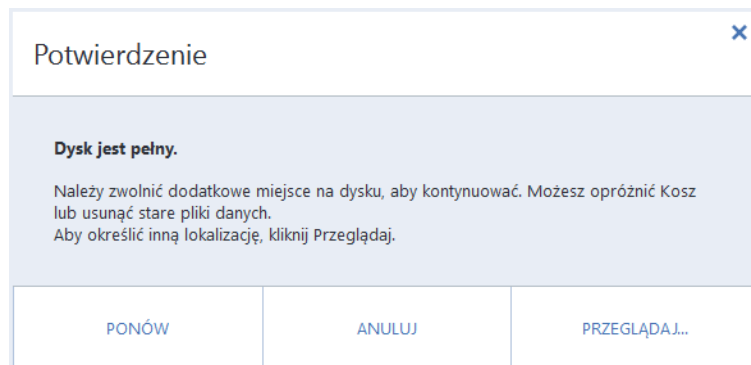 Potwierdzenie
Dysk jest pełny.
Należy zwolnić dodatkowe miejsce na dysku, aby kontynuować. Możesz opróżnić Kosz
lub usunąć stare pliki danych.
Aby określić inną lokalizację, kliknij Przeglądaj.
PONÓW
ANULUJ
PRZEGLĄDAJ...